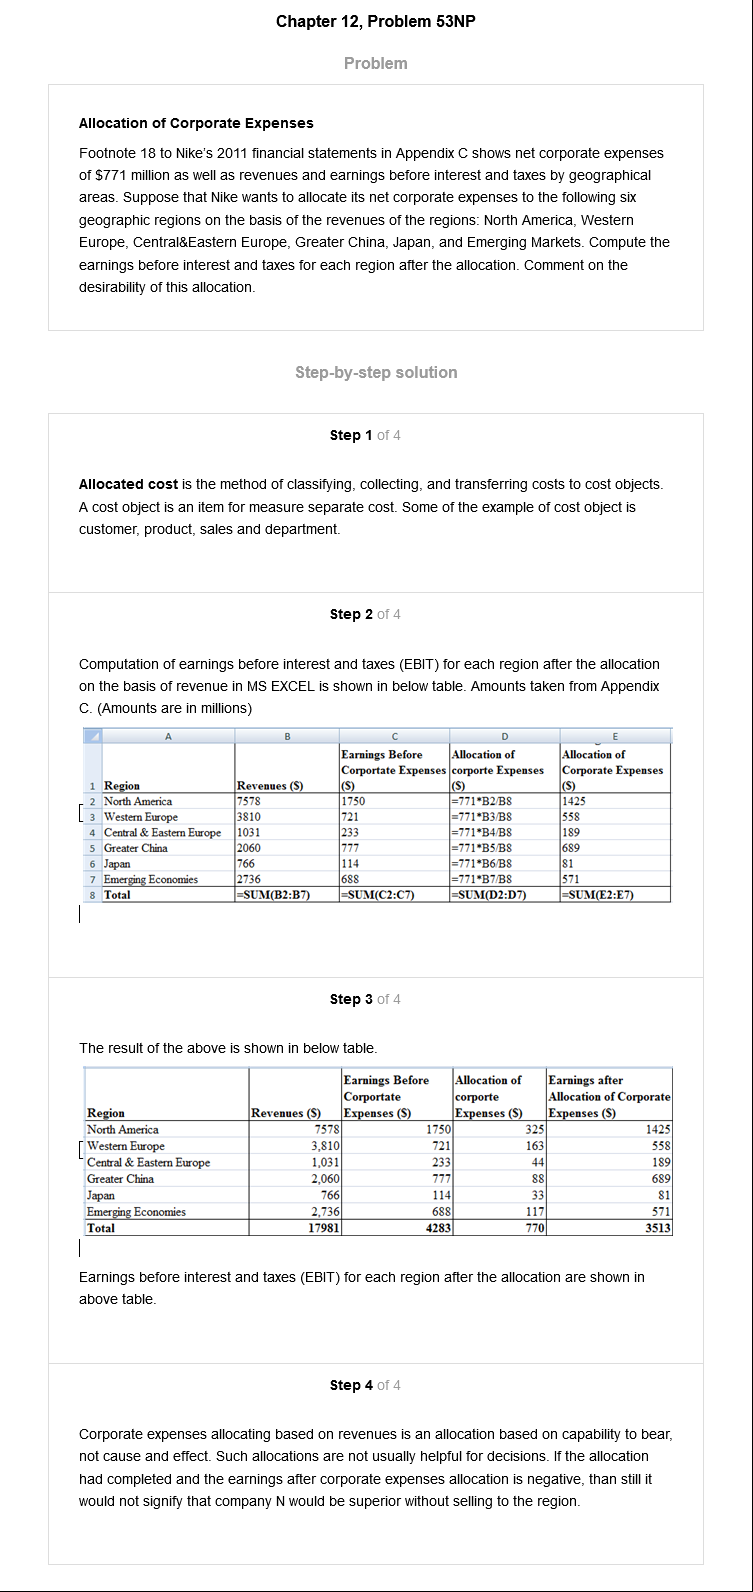 Chapter 12, Problem 53NP
Problem
Allocation of Corporate Expenses
Footnote 18 to Nike's 2011 financial statements in Appendix C shows net corporate expenses
of $771 million as well as revenues and earnings before interest and taxes by geographical
areas. Suppose that Nike wants to allocate its net corporate expenses to the following six
geographic regions on the basis of the revenues of the regions: North America, Western
Europe, Central&Eastern Europe, Greater China, Japan, and Emerging Markets. Compute the
earnings before interest and taxes for each region after the allocation. Comment on the
desirability of this allocation.
Step-by-step solution
Step 1 of 4
Allocated cost is the method of classifying, collecting, and transferring costs to cost objects.
A cost object is an item for measure separate cost. Some of the example of cost object is
customer, product, sales and department.
Step 2 of 4
Computation of earnings before interest and taxes (EBIT) for each region after the allocation
on the basis of revenue in MS EXCEL is shown in below table. Amounts taken from Appendix
C. (Amounts are in millions)
A B C D E
Earnings Before Allocation of Allocation of
Corportate Expenses corporte Expenses Corporate Expenses
1 Region Revenues ($) ($) ($) ($)
2 North America 7578 1750 =771*B2/B8 1425
3 Western Europe 3810 721 =771*B3/B8 558
4 Central & Eastern Europe 1031 233 =771*B4/B8 189
5 Greater China 2060 777 =771*B5/B8 689
6 Japan 766 114 =771*B6/B8 81
7 Emerging Economies 2736 688 =771*B7/B8 571
8 Total =SUM(B2:B7) =SUM(C2:C7) =SUM(D2:D7) =SUM(E2:E7)
Step 3 of 4
The result of the above is shown in below table.
Earnings Before Allocation of Earnings after
Corportate corporte Allocation of Corporate
Region Revenues ($) Expenses ($) Expenses ($) Expenses ($)
North America 7578 1750 325 1425
Western Europe 3,810 721 163 558
Central & Eastern Europe 1,031 233 44 189
Greater China 2,060 777 88 689
Japan 766 114 33 81
Emerging Economies 2,736 688 117 571
Total 17981 4283 770 3513
Earnings before interest and taxes (EBIT) for each region after the allocation are shown in
above table.
Step 4 of 4
Corporate expenses allocating based on revenues is an allocation based on capability to bear,
not cause and effect. Such allocations are not usually helpful for decisions. If the allocation
had completed and the earnings after corporate expenses allocation is negative, than still it
would not signify that company N would be superior without selling to the region.